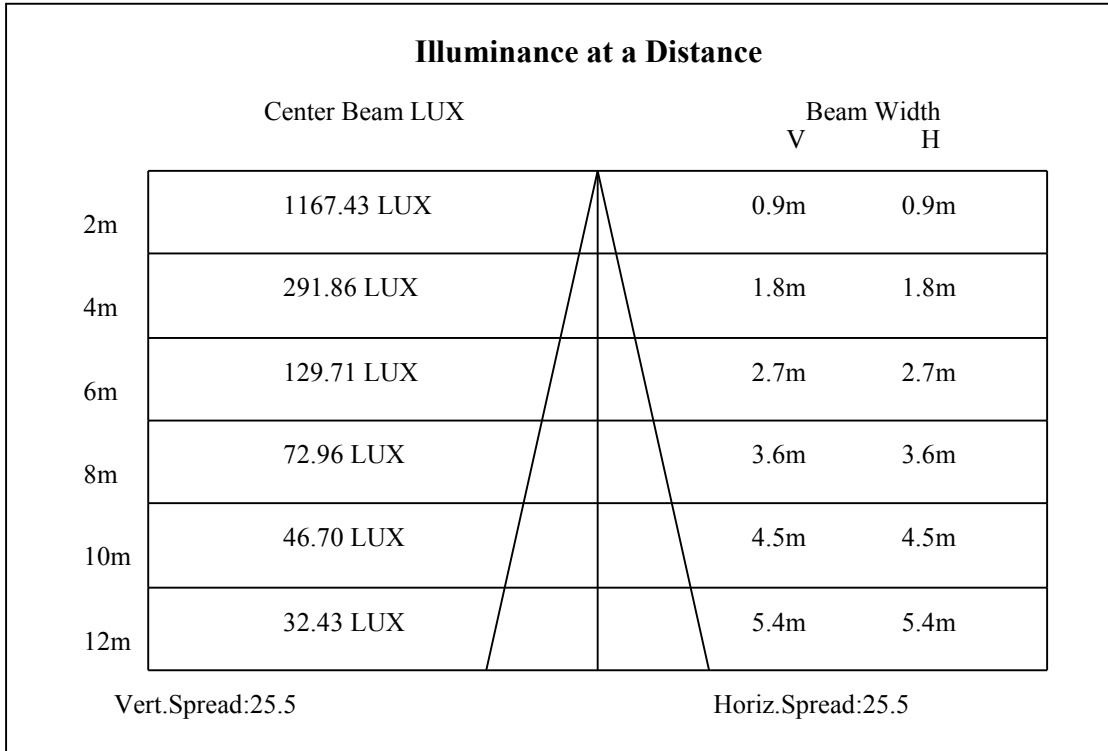 Illuminance at a Distance
Center Beam LUX Beam Width
V H
2m 1167.43 LUX 0.9m 0.9m
4m 291.86 LUX 1.8m 1.8m
6m 129.71 LUX 2.7m 2.7m
8m 72.96 LUX 3.6m 3.6m
10m 46.70 LUX 4.5m 4.5m
12m 32.43 LUX 5.4m 5.4m
Vert.Spread:25.5 Horiz.Spread:25.5